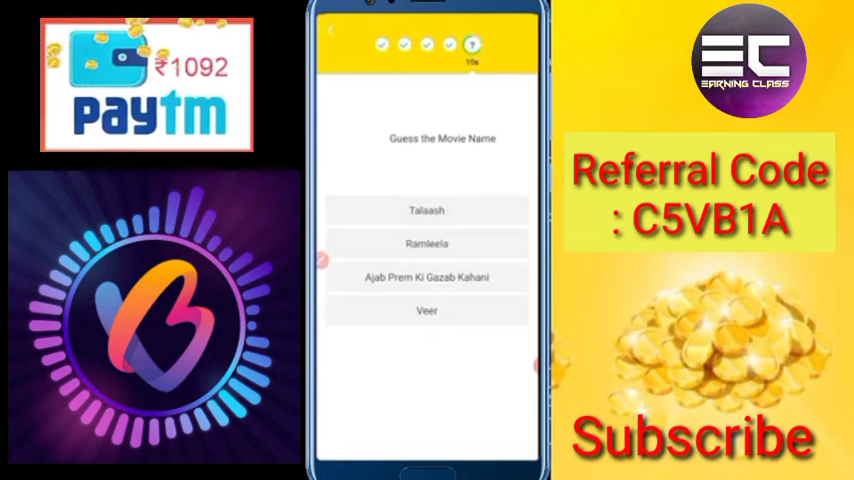 ₹1092
paytm
?
10s
Guess the Movie Name
Talaash
Ramleela
Ajab Prem Ki Gazab Kahani
Veer
EC
EARNING CLASS
Referral Code
: C5VB1A
Subscribe